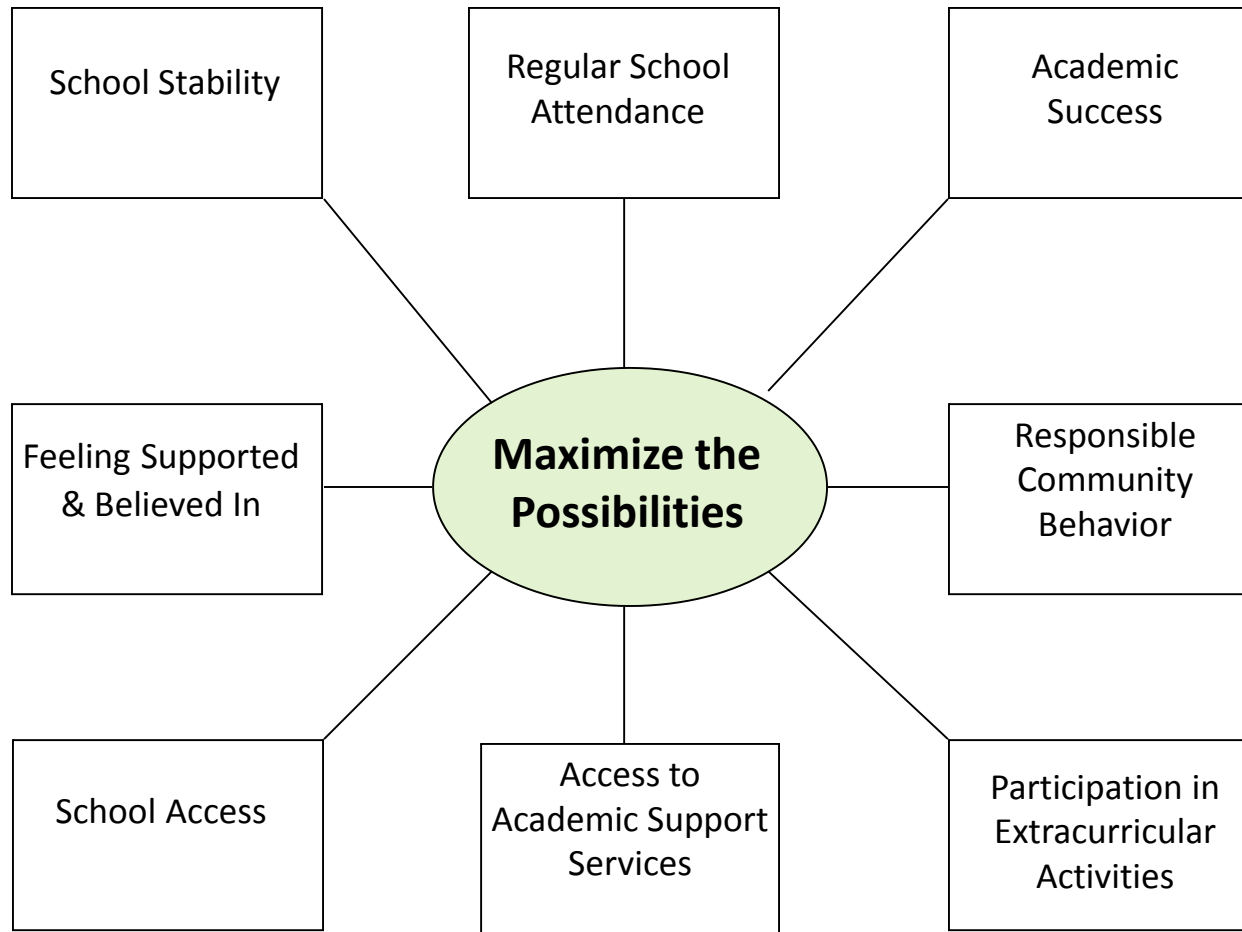 School Stability
Regular School
Attendance
Academic
Success
Feeling Supported
& Believed In
Maximize the
Possibilities
Responsible
Community
Behavior
School Access
Access to
Academic Support
Services
Participation in
Extracurricular
Activities